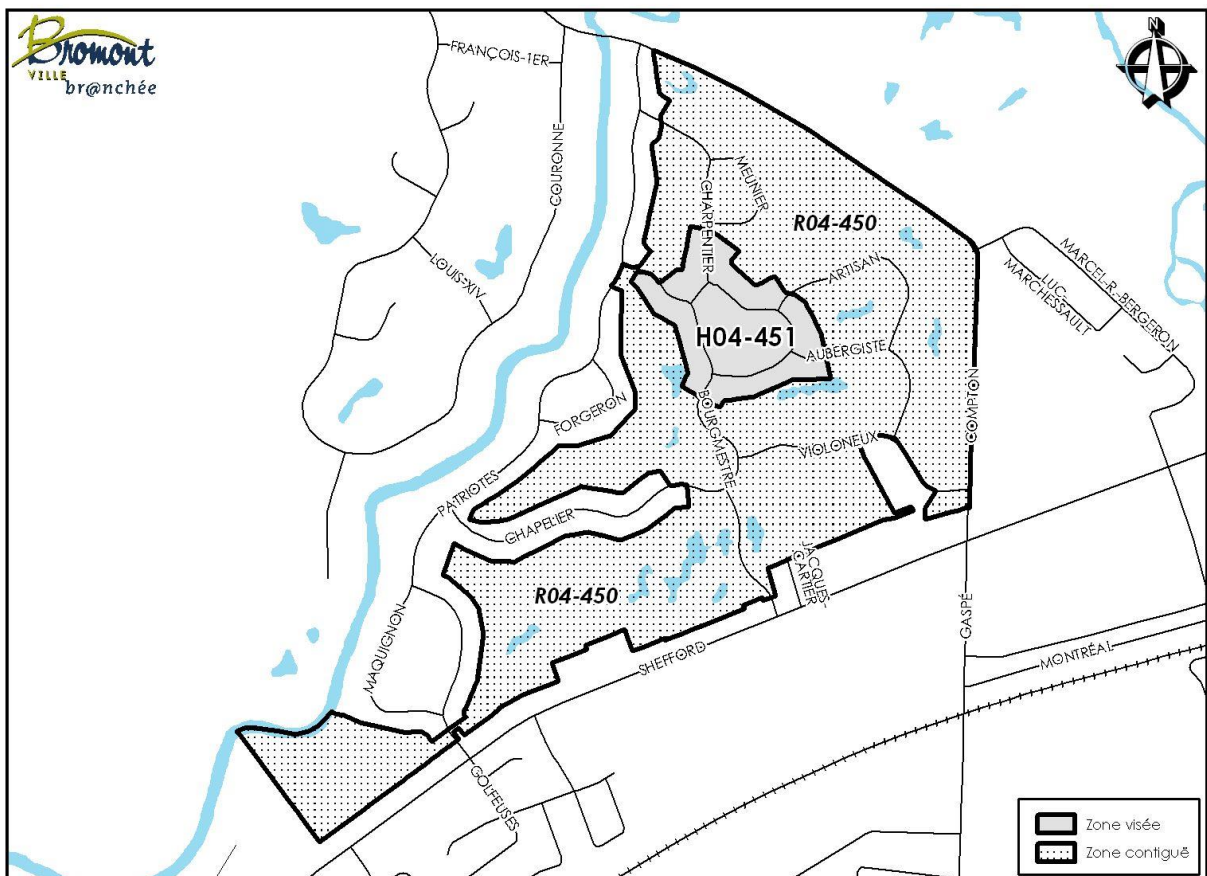 Bromont
VILLE
br@nchée
N
FRANÇOIS-1ER
COURONNE
LOUIS-XIV
MEUNIER
CHARPENTIER
R04-450
ARTISAN
H04-451
AUBERGISTE
MARCEL-R.-BERGERON
LUC-
MARCHESSAULT
COMPTON
FORGERON
BOURGMESTRE
VIOLONEUX
PATRIOTES
CHAPELIER
R04-450
JACQUES-
CARTIER
MAQUIGNON
SHEFFORD
GASPÉ
MONTRÉAL
GOLFEUSES
Zone visée
Zone contiguë